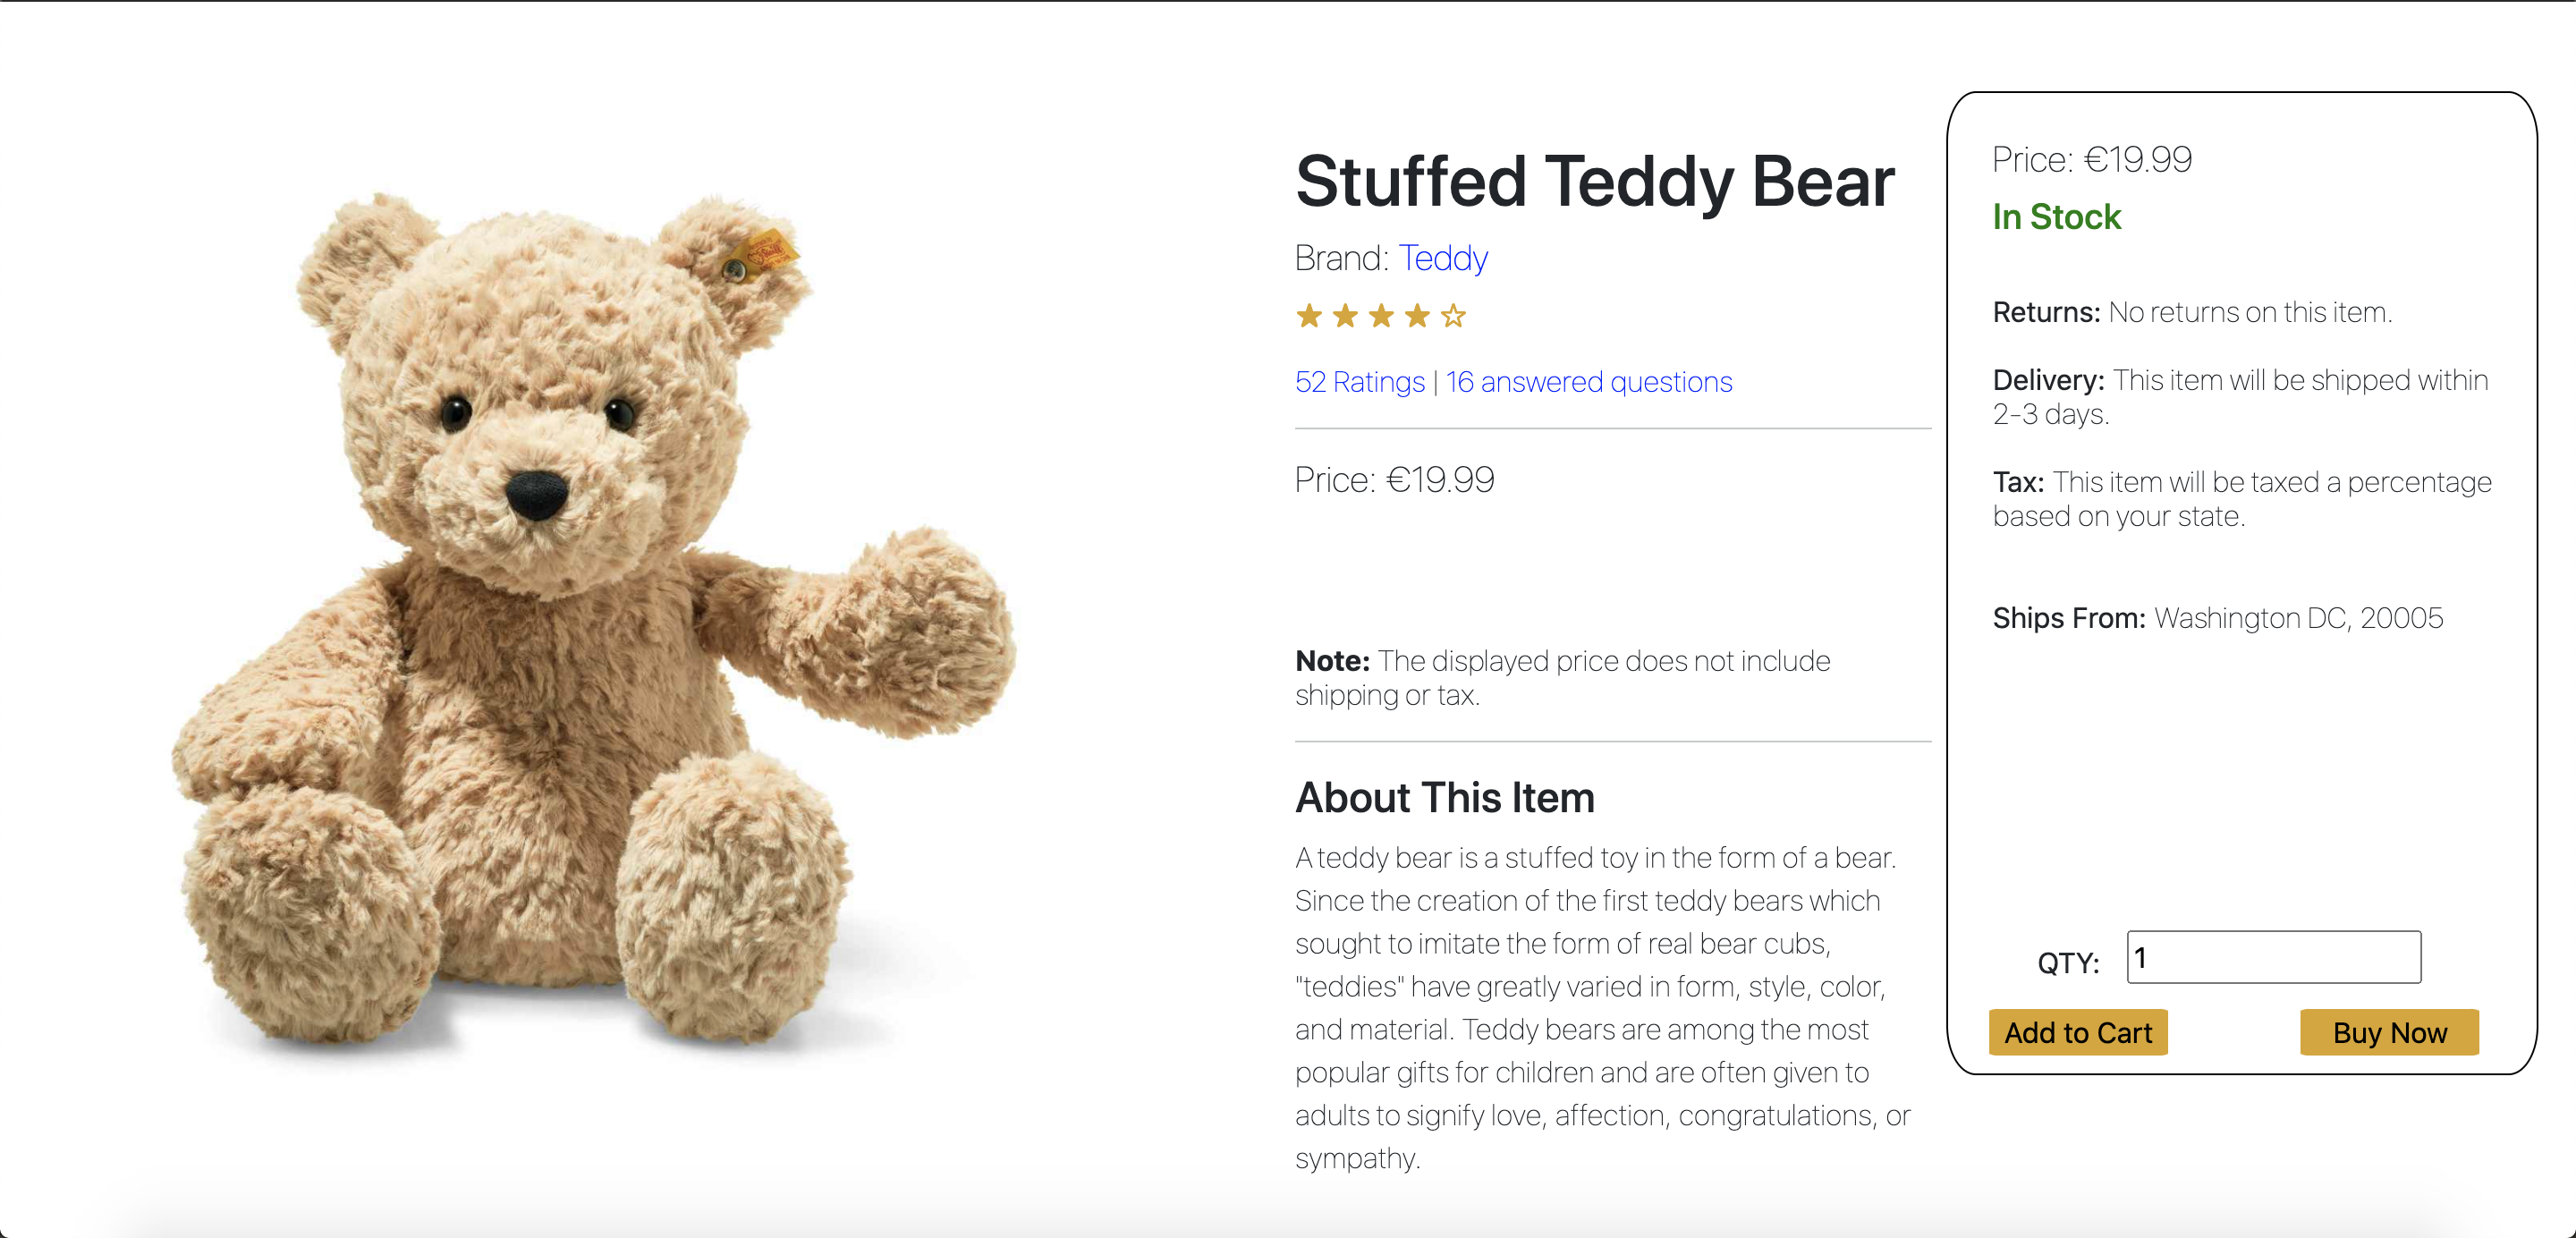 Stuffed Teddy Bear
Brand: Teddy
52 Ratings | 16 answered questions
Price: €19.99
Note: The displayed price does not include
shipping or tax.
About This Item
A teddy bear is a stuffed toy in the form of a bear.
Since the creation of the first teddy bears which
sought to imitate the form of real bear cubs,
"teddies" have greatly varied in form, style, color,
and material. Teddy bears are among the most
popular gifts for children and are often given to
adults to signify love, affection, congratulations, or
sympathy.
Price: €19.99
In Stock
Returns: No returns on this item.
Delivery: This item will be shipped within
2-3 days.
Tax: This item will be taxed a percentage
based on your state.
Ships From: Washington DC, 20005
QTY: 1
Add to Cart
Buy Now
Steiff